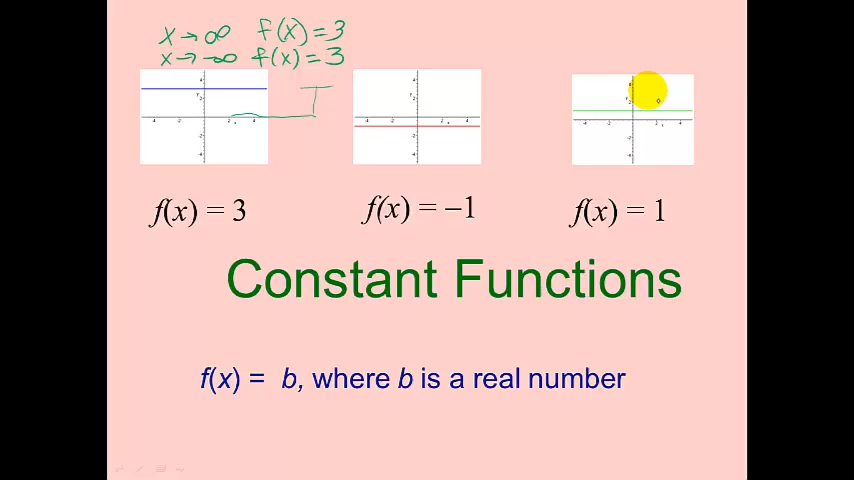 x → ∞ f(x) = 3
x → -∞ f(x) = 3
f(x) = 3
f(x) = –1
f(x) = 1
Constant Functions
f(x) = b, where b is a real number